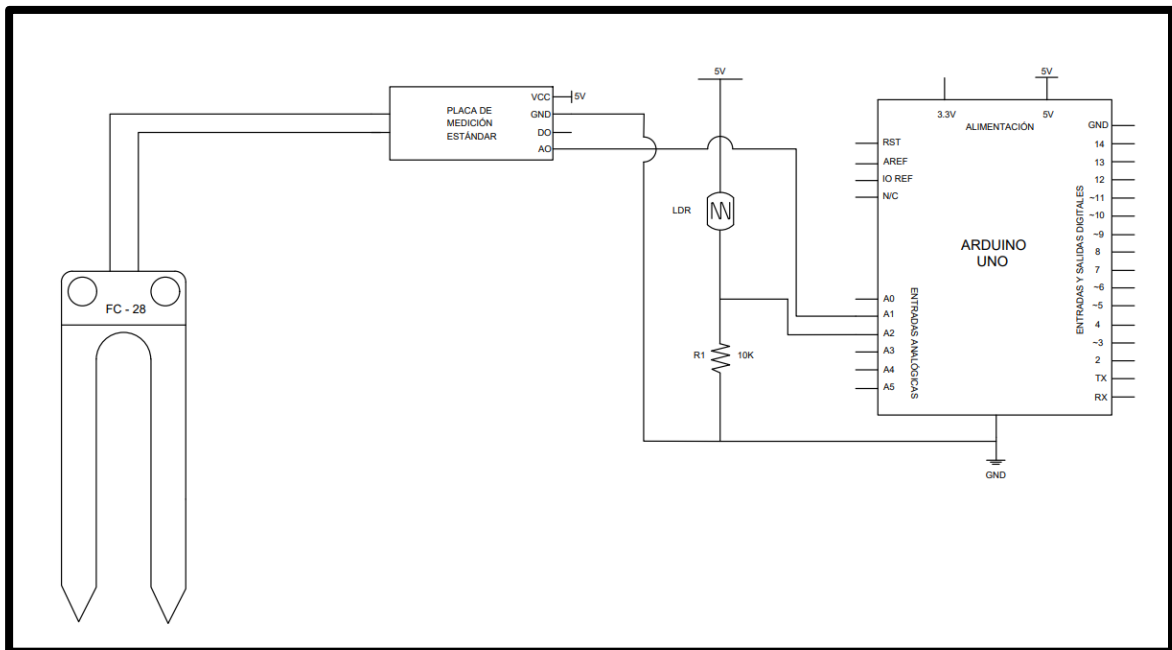 5V
5V
PLACA DE
MEDICIÓN
ESTÁNDAR
VCC
5V
GND
DO
AO
3.3V
5V
ALIMENTACIÓN
RST
AREF
IO REF
N/C
GND
14
13
12
~11
~10
~9
8
7
~6
~5
4
~3
2
TX
RX
LDR
ARDUINO
UNO
ENTRADAS Y SALIDAS DIGITALES
FC - 28
A0
A1
A2
A3
A4
A5
ENTRADAS ANALÓGICAS
R1
10K
GND